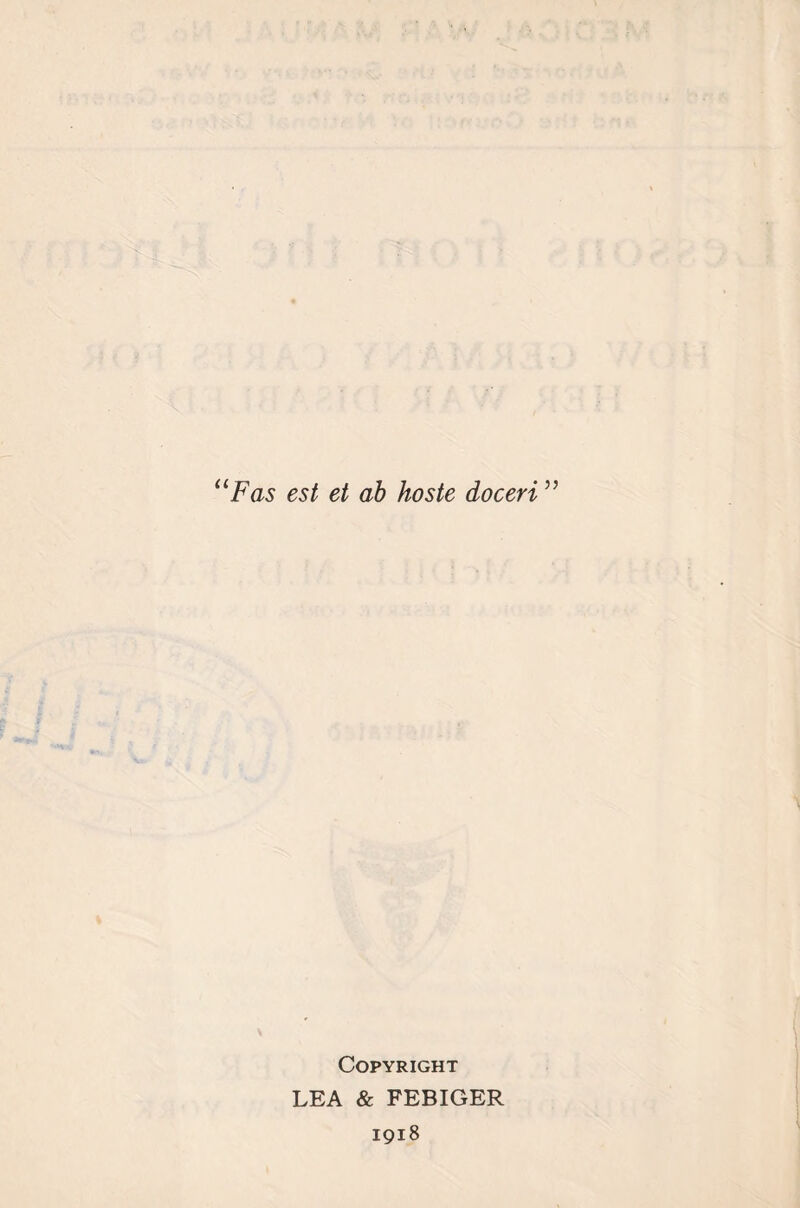 “Fas est et ab hoste doceri”
COPYRIGHT
LEA & FEBIGER
1918